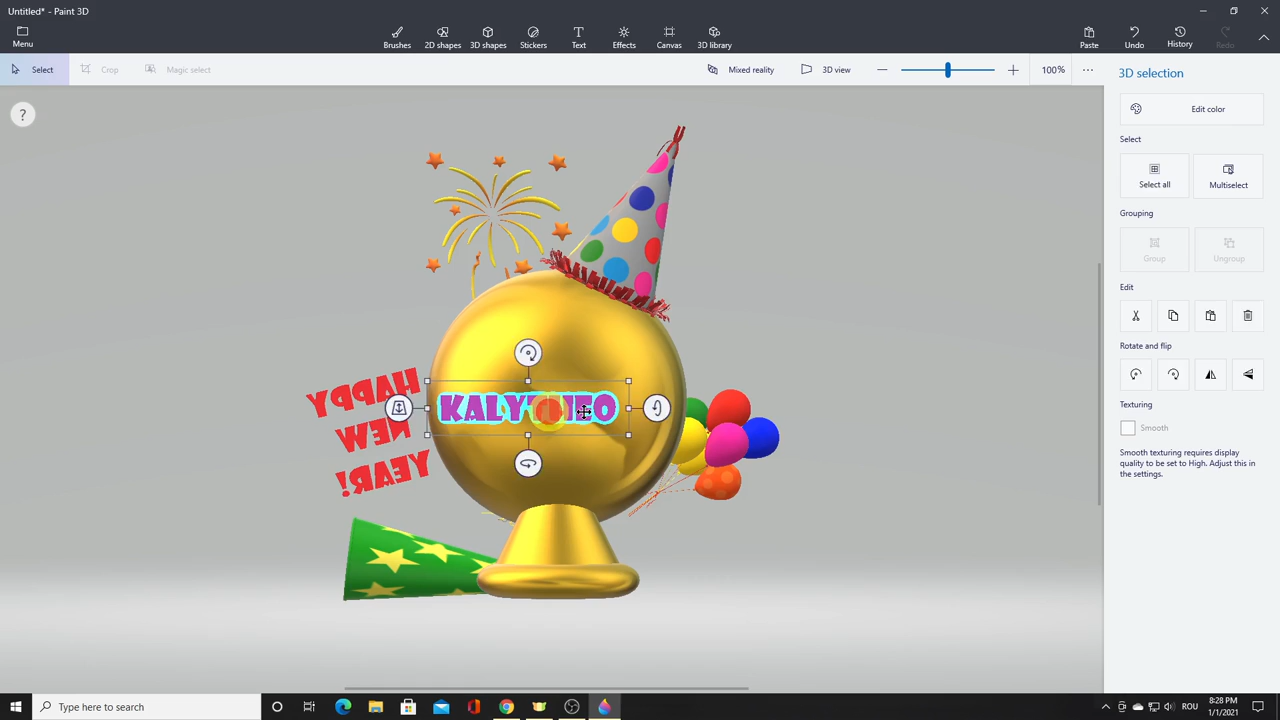 Untitled* - Paint 3D
Menu
Brushes
2D shapes
3D shapes
Stickers
Text
Effects
Canvas
3D library
Paste
Undo
History
Redo
Select
Crop
Magic select
Mixed reality
3D view
100%
3D selection
Edit color
Select
Select all
Multiselect
Grouping
Group
Ungroup
Edit
Rotate and flip
Texturing
Smooth
Smooth texturing requires display
quality to be set to High. Adjust this in
the settings.
?
HAPPY
NEW
YEAR!
Type here to search
ROU
8:28 PM
1/1/2021